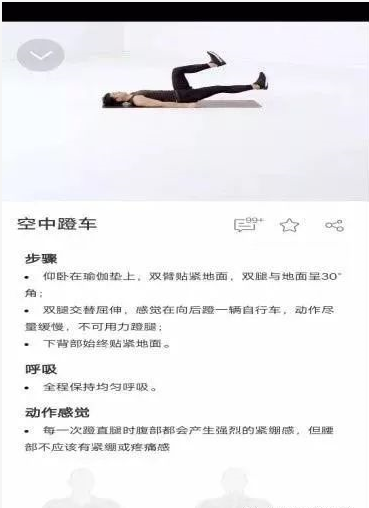 空中蹬车
99+
步骤
• 仰卧在瑜伽垫上，双臂贴紧地面，双腿与地面呈30°
角；
• 双腿交替屈伸，感觉在向后蹬一辆自行车，动作尽
量缓慢，不可用力蹬腿；
• 下背部始终贴紧地面。
呼吸
• 全程保持均匀呼吸。
动作感觉
• 每一次蹬直腿时腹部都会产生强烈的紧绷感，但腰
部不应该有紧绷或疼痛感